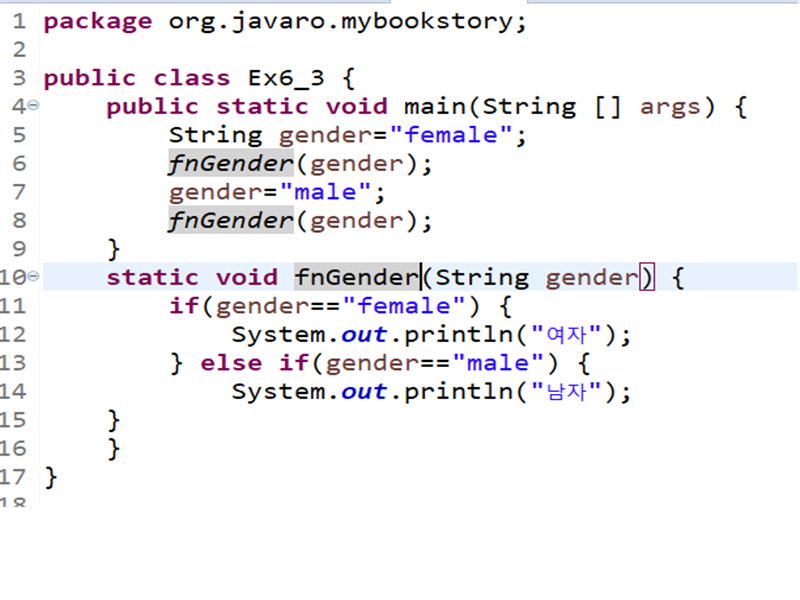 1 package org.javaro.mybookstory;
2
3 public class Ex6_3 {
4 public static void main(String [] args) {
5 String gender="female";
6 fnGender(gender);
7 gender="male";
8 fnGender(gender);
9 }
10 static void fnGender(String gender) {
11 if(gender=="female") {
12 System.out.println("여자");
13 } else if(gender=="male") {
14 System.out.println("남자");
15 }
16 }
17 }
18